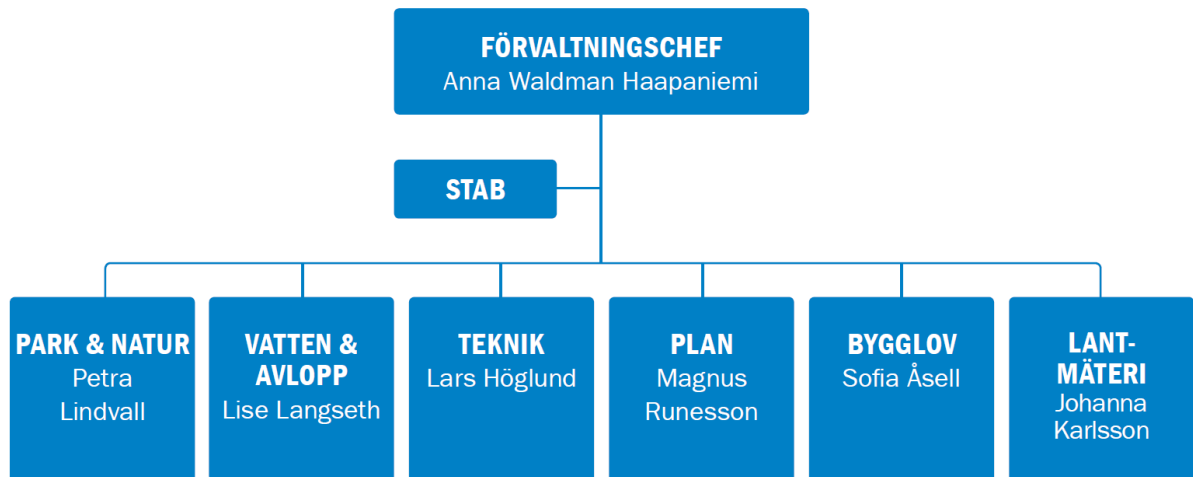 FÖRVALTNINGSCHEF
Anna Waldman Haapaniemi
STAB
PARK & NATUR
Petra
Lindvall
VATTEN &
AVLOPP
Lise Langseth
TEKNIK
Lars Höglund
PLAN
Magnus
Runesson
BYGGLOV
Sofia Åsell
LANT-
MÄTERI
Johanna
Karlsson